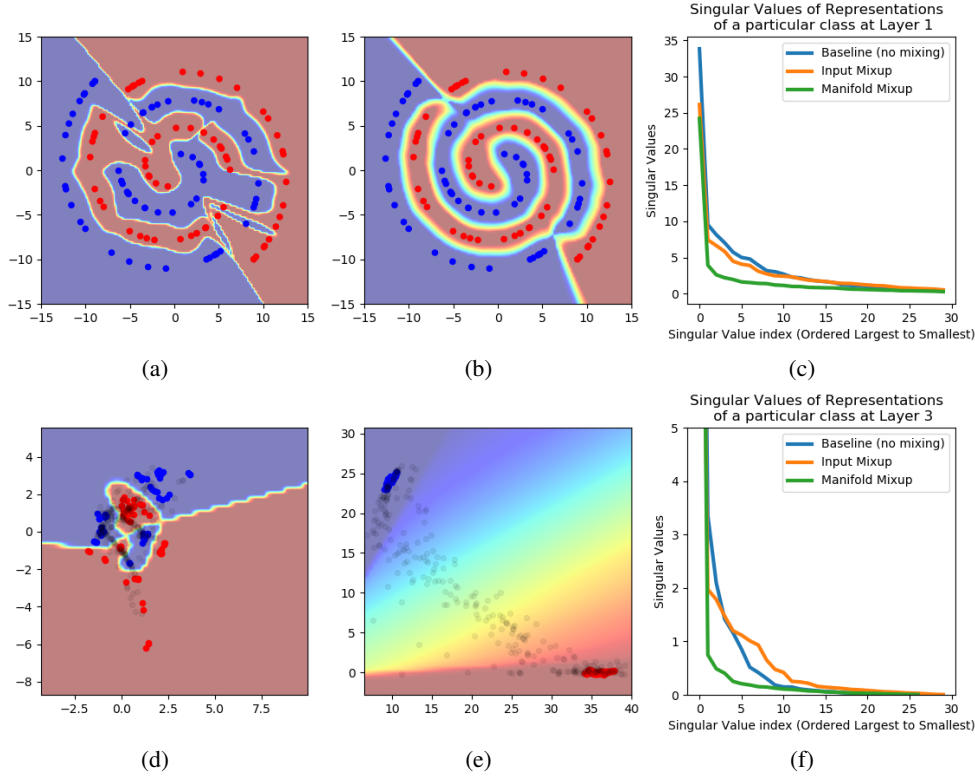 Singular Values of Representations
of a particular class at Layer 1
15
10
5
0
−5
−10
−15
−15 −10 −5 0 5 10 15
15
10
5
0
−5
−10
−15
−15 −10 −5 0 5 10 15
Singular Values
35
30
25
20
15
10
5
0
Baseline (no mixing)
Input Mixup
Manifold Mixup
0 5 10 15 20 25 30
Singular Value index (Ordered Largest to Smallest)
(a) (b) (c)
Singular Values of Representations
of a particular class at Layer 3
4
2
0
−2
−4
−6
−8
−2.5 0.0 2.5 5.0 7.5
30
25
20
15
10
5
0
10 15 20 25 30 35 40
Singular Values
5
4
3
2
1
0
Baseline (no mixing)
Input Mixup
Manifold Mixup
0 5 10 15 20 25 30
Singular Value index (Ordered Largest to Smallest)
(d) (e) (f)